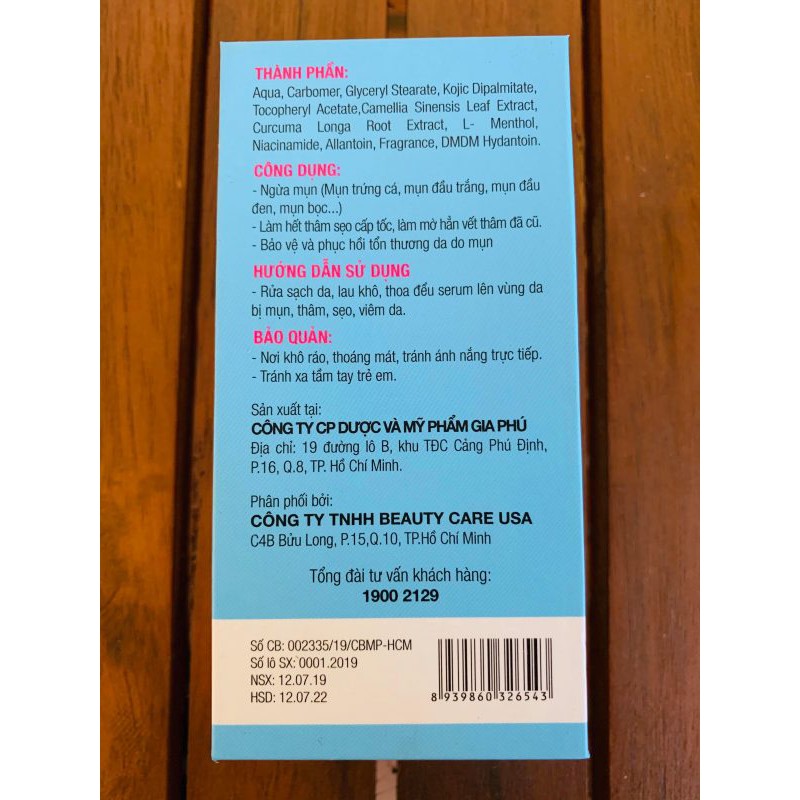 THÀNH PHẦN:
Aqua, Carbomer, Glyceryl Stearate, Kojic Dipalmitate,
Tocopheryl Acetate,Camellia Sinensis Leaf Extract,
Curcuma Longa Root Extract, L- Menthol,
Niacinamide, Allantoin, Fragrance, DMDM Hydantoin.
CÔNG DỤNG:
- Ngừa mụn (Mụn trứng cá, mụn đầu trắng, mụn đầu
đen, mụn bọc...)
- Làm hết thâm sẹo cấp tốc, làm mờ hẳn vết thâm đã cũ.
- Bảo vệ và phục hồi tổn thương da do mụn
HƯỚNG DẪN SỬ DỤNG
- Rửa sạch da, lau khô, thoa đều serum lên vùng da
bị mụn, thâm, sẹo, viêm da.
BẢO QUẢN:
- Nơi khô ráo, thoáng mát, tránh ánh nắng trực tiếp.
- Tránh xa tầm tay trẻ em.
Sản xuất tại:
CÔNG TY CP DƯỢC VÀ MỸ PHẨM GIA PHÚ
Địa chỉ: 19 đường lô B, khu TĐC Cảng Phú Định,
P.16, Q.8, TP. Hồ Chí Minh.
Phân phối bởi:
CÔNG TY TNHH BEAUTY CARE USA
C4B Bửu Long, P.15,Q.10, TP.Hồ Chí Minh
Tổng đài tư vấn khách hàng:
1900 2129
Số CB: 002335/19/CBMP-HCM
Số lô SX: 0001.2019
NSX: 12.07.19
HSD: 12.07.22
8 939860 326543